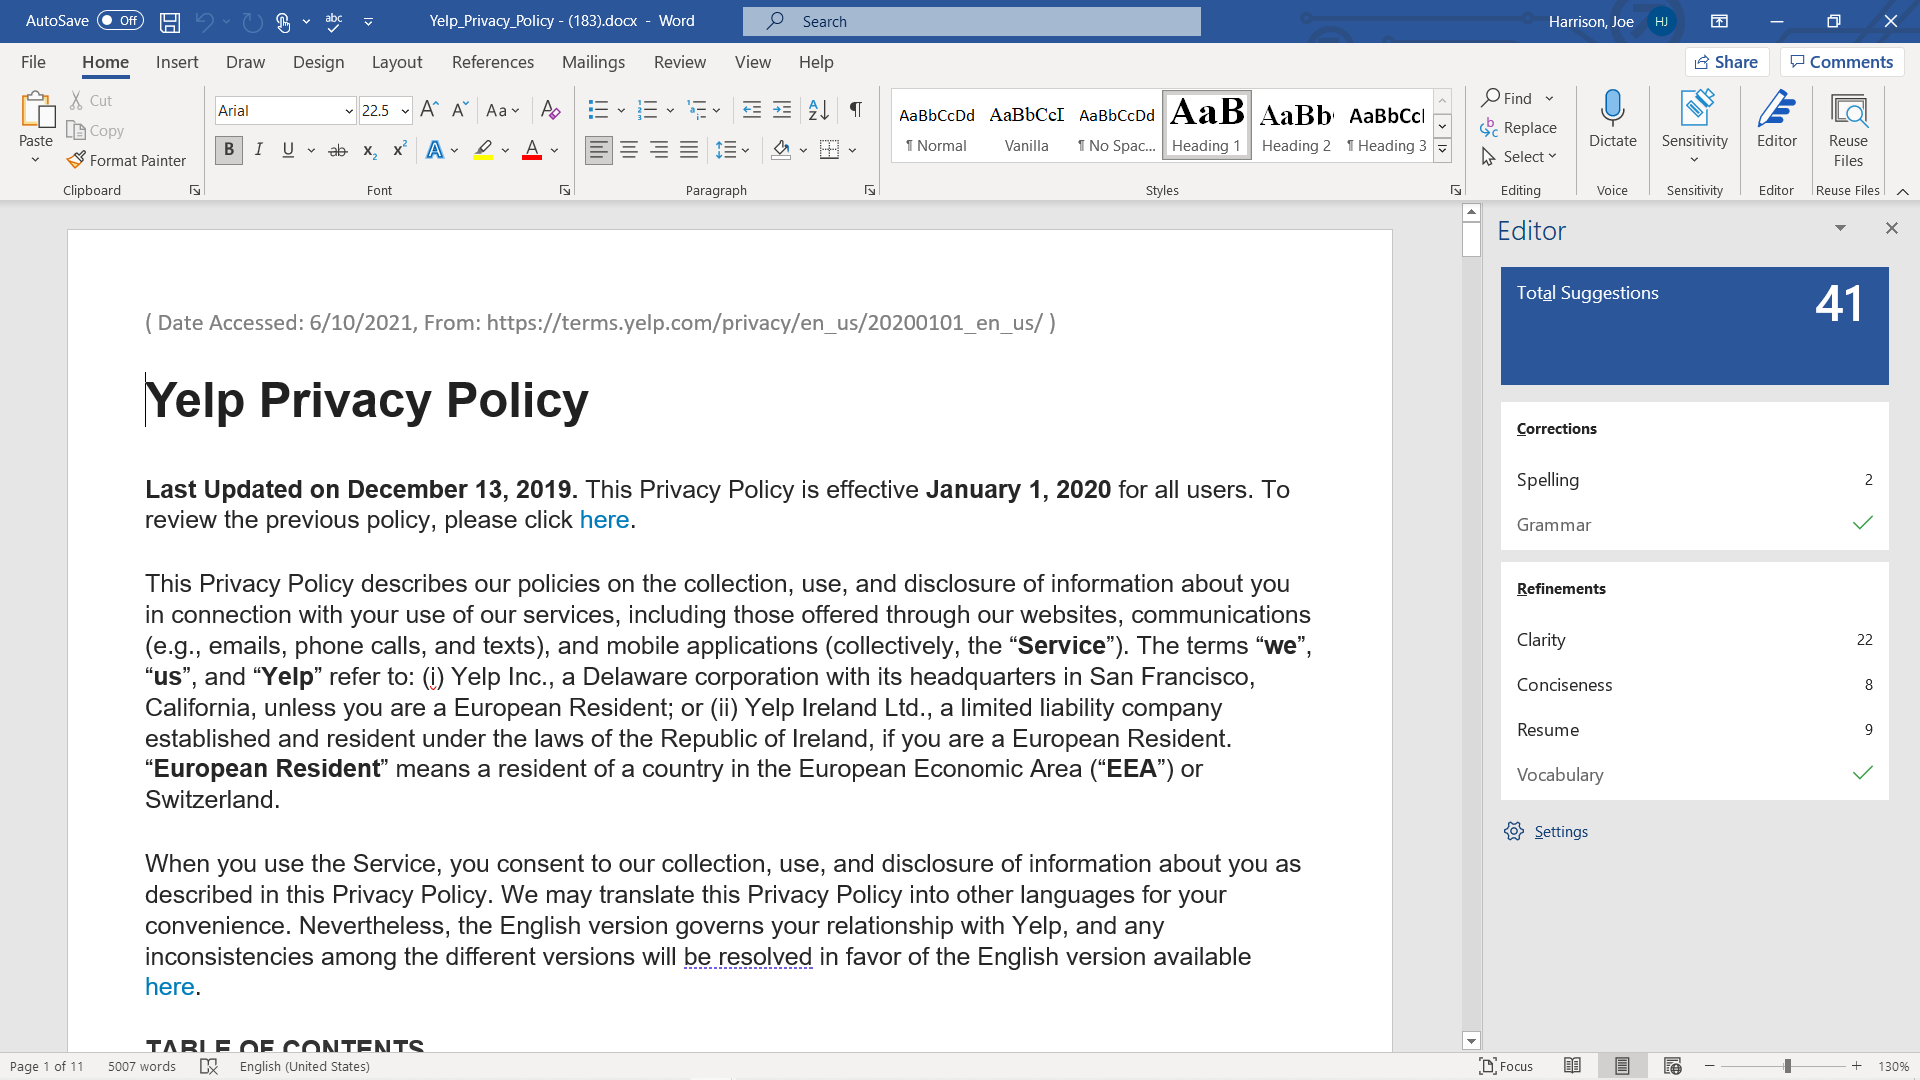 AutoSave Off Yelp_Privacy_Policy - (183).docx - Word Search Harrison, Joe HJ
File Home Insert Draw Design Layout References Mailings Review View Help Share Comments
Paste
Cut
Copy
Format Painter
Clipboard
Arial 22.5
Font
Paragraph
AaBbCcDd AaBbCcI AaBbCcDd AaB AaBb AaBbCcI
¶ Normal Vanilla ¶ No Spac... Heading 1 Heading 2 ¶ Heading 3
Styles
Find
Replace
Select
Editing
Dictate
Voice
Sensitivity
Sensitivity
Editor
Editor
Reuse
Files
Reuse Files
( Date Accessed: 6/10/2021, From: https://terms.yelp.com/privacy/en_us/20200101_en_us/ )
Yelp Privacy Policy
Last Updated on December 13, 2019. This Privacy Policy is effective January 1, 2020 for all users. To
review the previous policy, please click here.
This Privacy Policy describes our policies on the collection, use, and disclosure of information about you
in connection with your use of our services, including those offered through our websites, communications
(e.g., emails, phone calls, and texts), and mobile applications (collectively, the “Service”). The terms “we”,
“us”, and “Yelp” refer to: (i) Yelp Inc., a Delaware corporation with its headquarters in San Francisco,
California, unless you are a European Resident; or (ii) Yelp Ireland Ltd., a limited liability company
established and resident under the laws of the Republic of Ireland, if you are a European Resident.
“European Resident” means a resident of a country in the European Economic Area (“EEA”) or
Switzerland.
When you use the Service, you consent to our collection, use, and disclosure of information about you as
described in this Privacy Policy. We may translate this Privacy Policy into other languages for your
convenience. Nevertheless, the English version governs your relationship with Yelp, and any
inconsistencies among the different versions will be resolved in favor of the English version available
here.
TABLE OF CONTENTS
Editor
Total Suggestions 41
Corrections
Spelling 2
Grammar
Refinements
Clarity 22
Conciseness 8
Resume 9
Vocabulary
Settings
Page 1 of 11 5007 words English (United States) Focus 130%